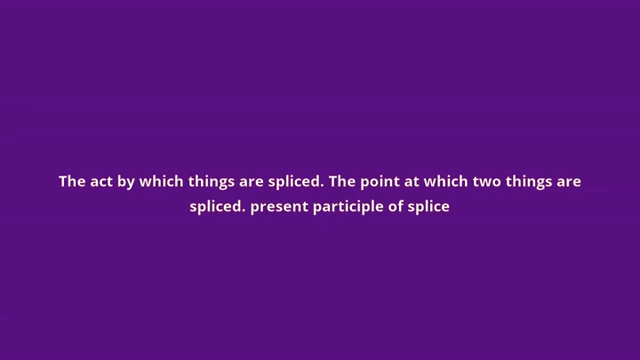 The act by which things are spliced. The point at which two things are
spliced. present participle of splice